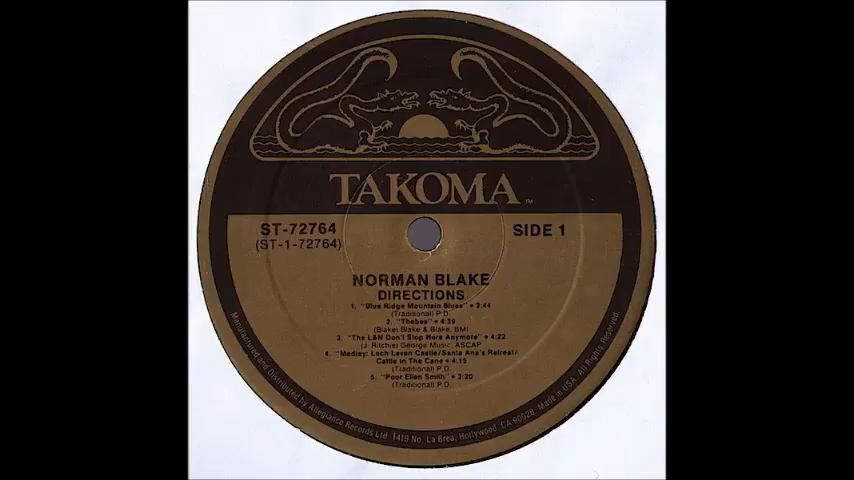 TAKOMA™
ST-72764
(ST-1-72764)
SIDE 1
NORMAN BLAKE
DIRECTIONS
1. "Blue Ridge Mountain Blues" • 2:44
(Traditional) P.D.
2. "Thebes" • 4:39
(Blake) Blake & Blake, BMI
3. "The L&N Don't Stop Here Anymore" • 4:22
(J. Ritchie) Geordie Music, ASCAP
4. "Medley: Loch Laven Castle/Santa Ana's Retreat/
Cattle in The Cane • 4:15
(Traditional) P.D.
5. "Poor Ellen Smith" • 3:20
(Traditional) P.D.
Manufactured and Distributed by Allegiance Records Ltd. 1419 No. La Brea, Hollywood, CA 90028. Made in USA. All Rights Reserved.